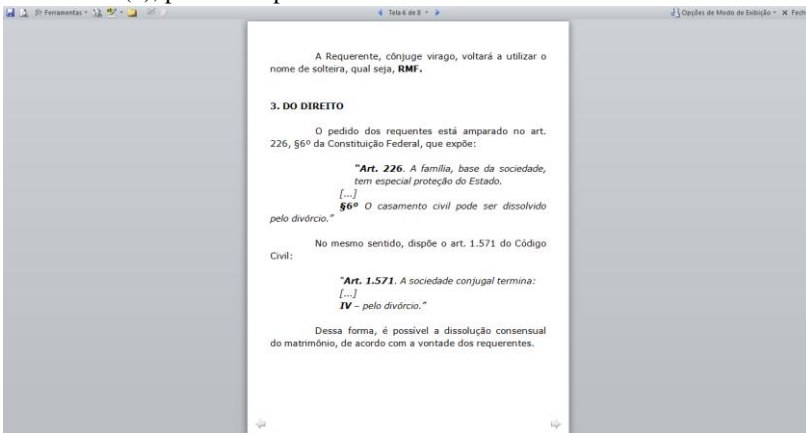 Ferramentas
Tela 6 de 8
Opções de Modo de Exibição
X Fech
A Requerente, cônjuge virago, voltará a utilizar o
nome de solteira, qual seja, RMF.
3. DO DIREITO
O pedido dos requentes está amparado no art.
226, §6º da Constituição Federal, que expõe:
"Art. 226. A família, base da sociedade,
tem especial proteção do Estado.
[...]
§6º O casamento civil pode ser dissolvido
pelo divórcio."
No mesmo sentido, dispõe o art. 1.571 do Código
Civil:
"Art. 1.571. A sociedade conjugal termina:
[...]
IV – pelo divórcio."
Dessa forma, é possível a dissolução consensual
do matrimônio, de acordo com a vontade dos requerentes.